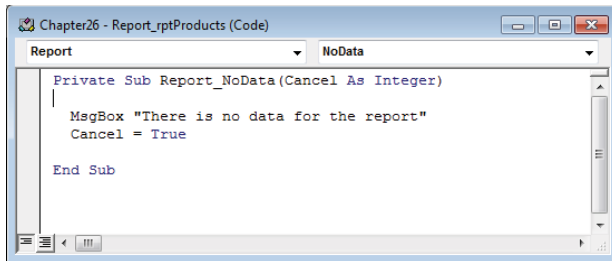 Chapter26 - Report_rptProducts (Code)
Report NoData
Private Sub Report_NoData(Cancel As Integer)
MsgBox "There is no data for the report"
Cancel = True
End Sub